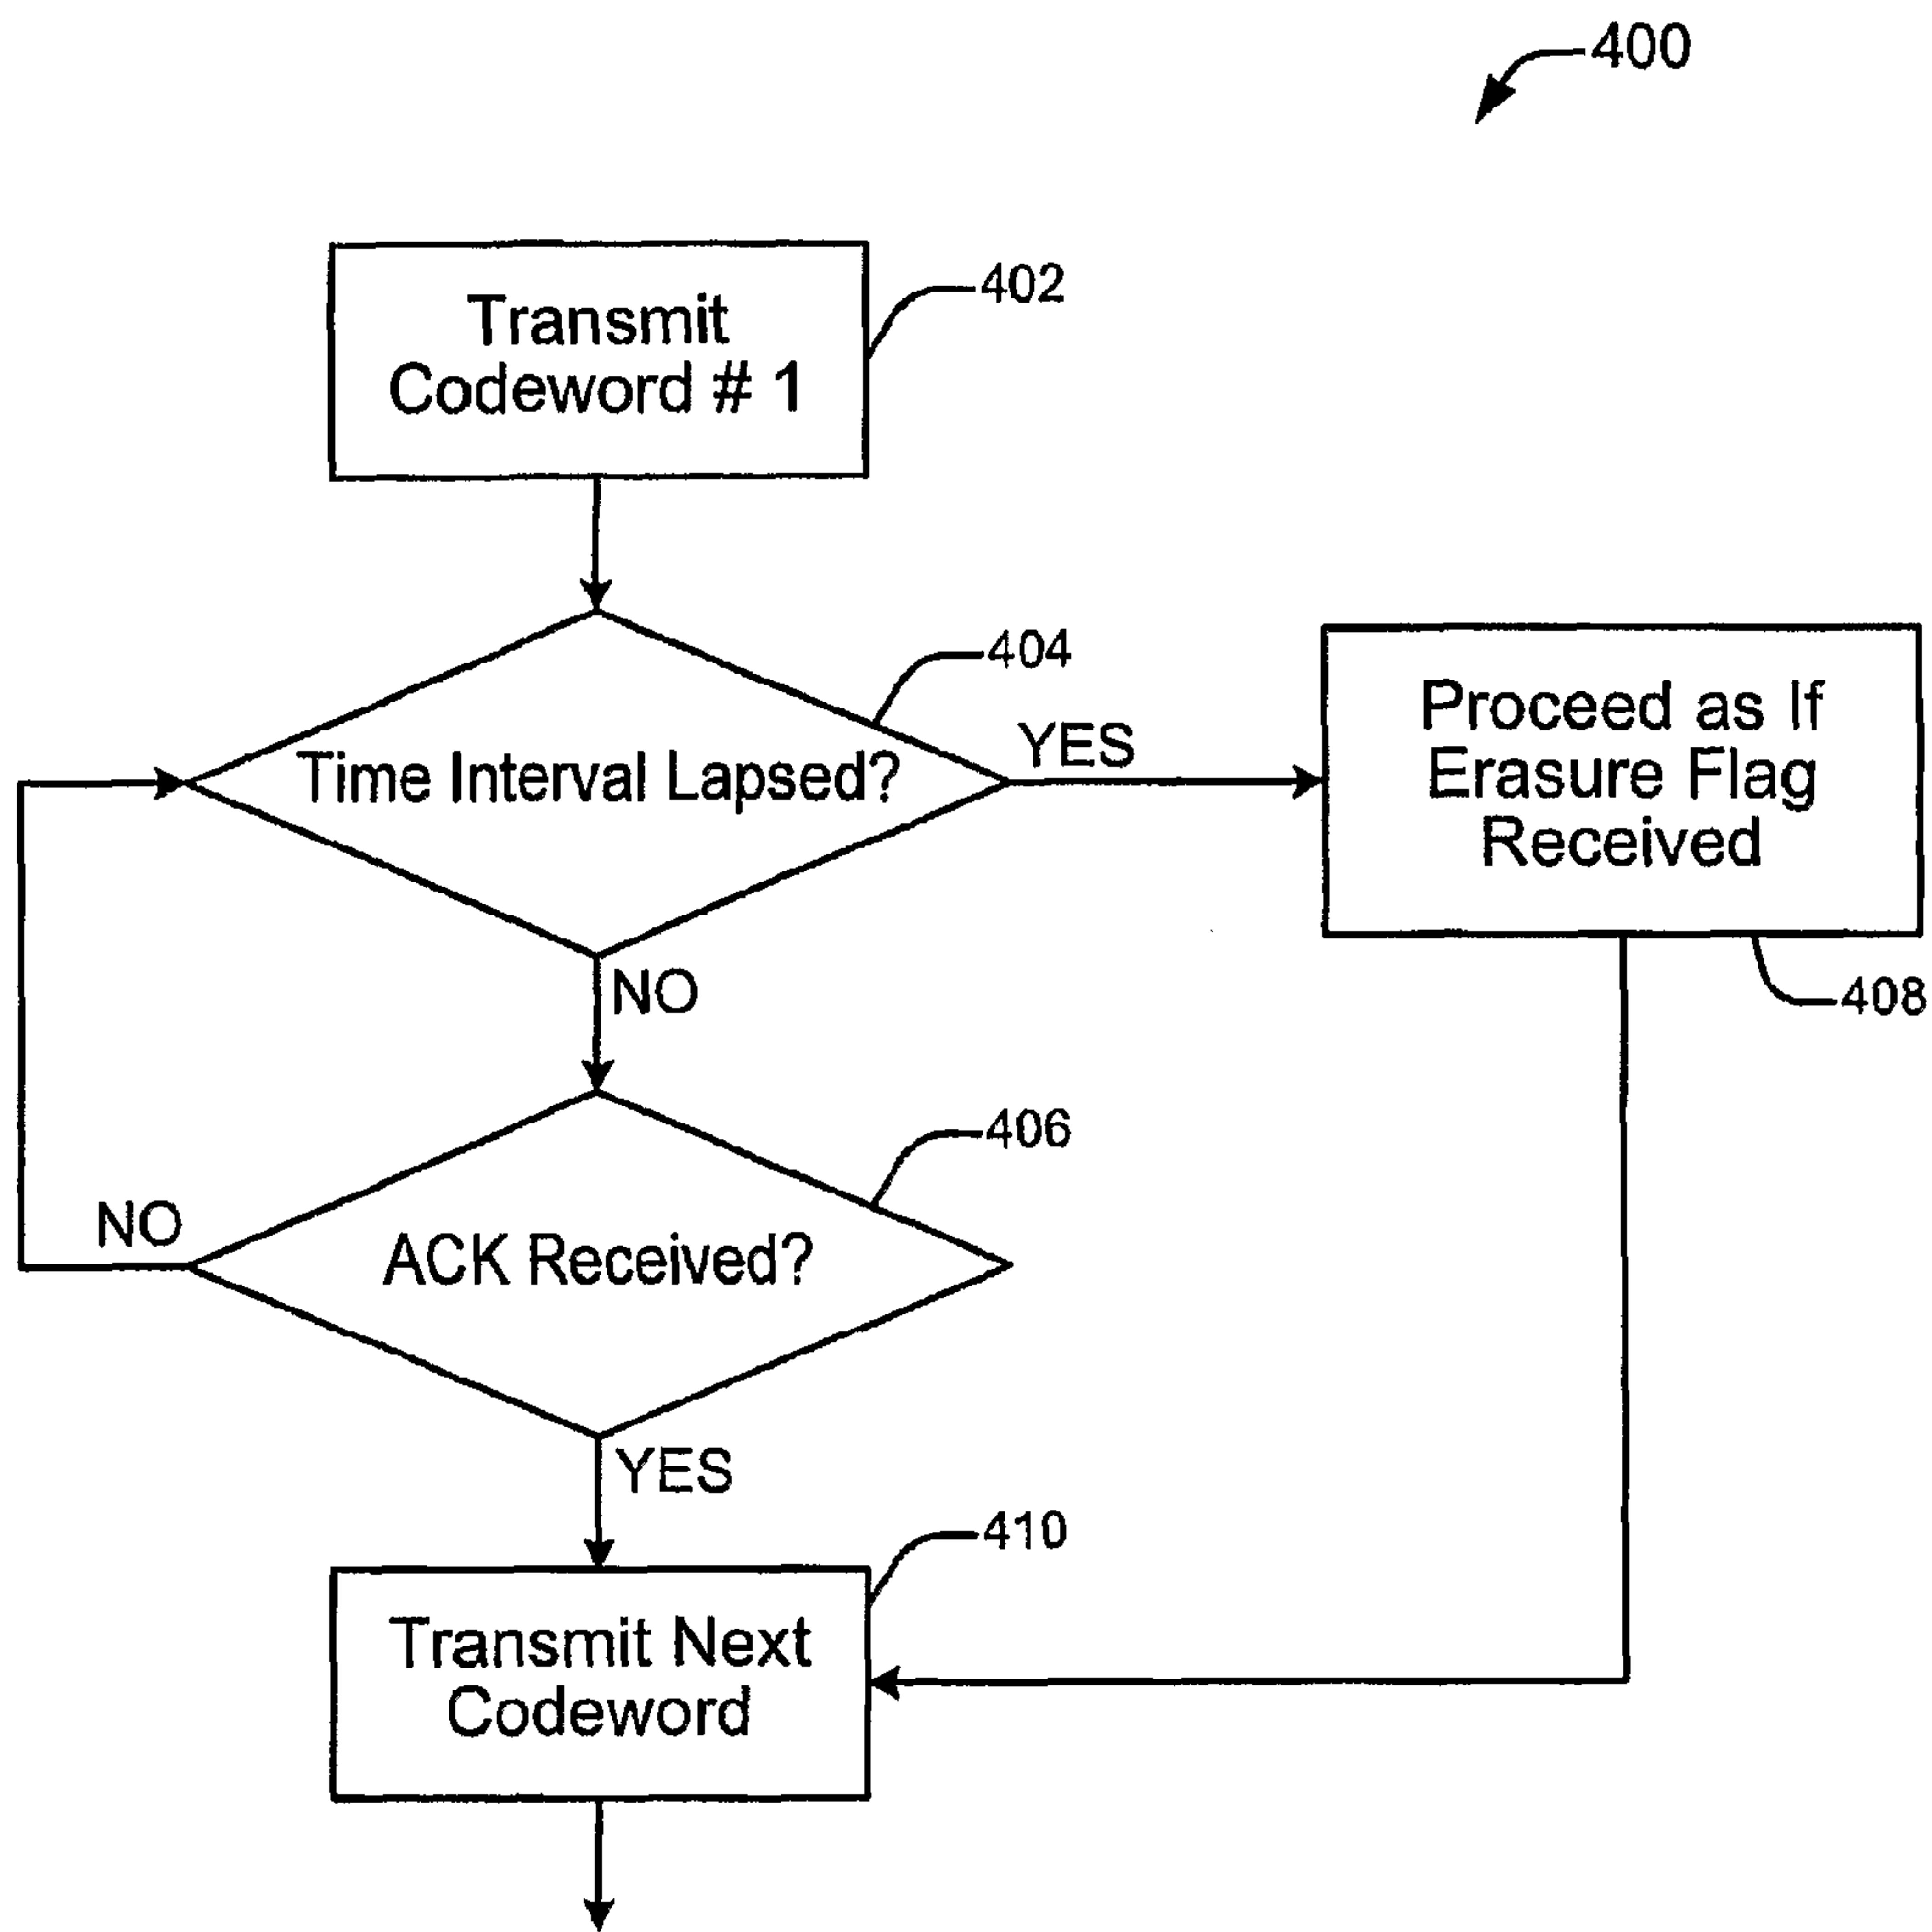 400
Transmit
Codeword # 1
402
404
Time Interval Lapsed?
YES
Proceed as If
Erasure Flag
Received
408
NO
406
ACK Received?
NO
YES
410
Transmit Next
Codeword